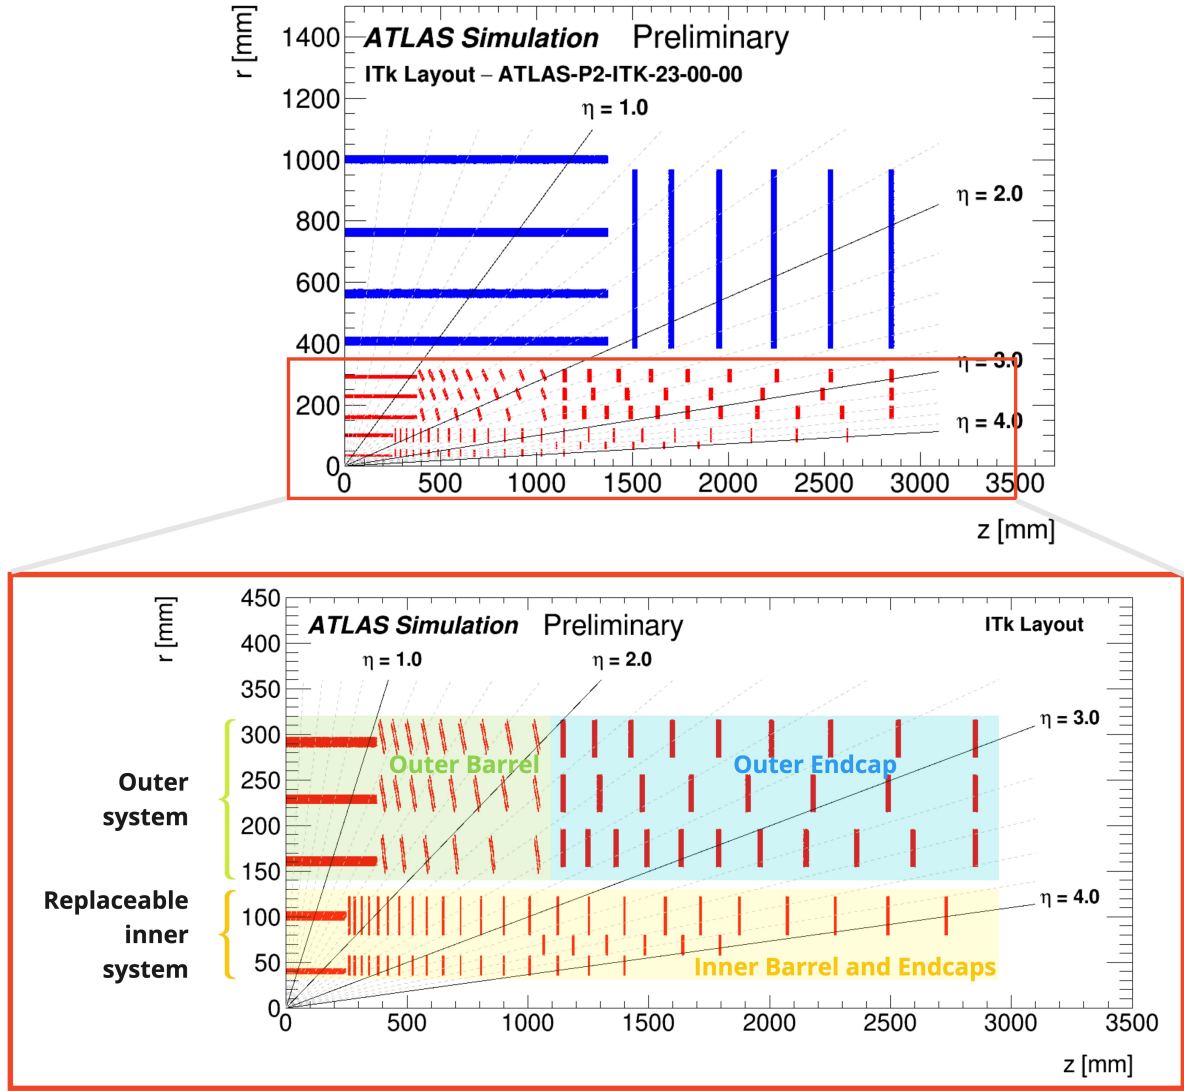 r [mm]
1400
1200
1000
800
600
400
200
0
ATLAS Simulation Preliminary
ITk Layout – ATLAS-P2-ITK-23-00-00
η = 1.0
η = 2.0
η = 3.0
η = 4.0
0 500 1000 1500 2000 2500 3000 3500
z [mm]
r [mm]
450
400
350
300
250
200
150
100
50
0
ATLAS Simulation Preliminary
ITk Layout
η = 1.0
η = 2.0
η = 3.0
η = 4.0
Outer
system
Outer Barrel
Outer Endcap
Replaceable
inner
system
Inner Barrel and Endcaps
0 500 1000 1500 2000 2500 3000 3500
z [mm]